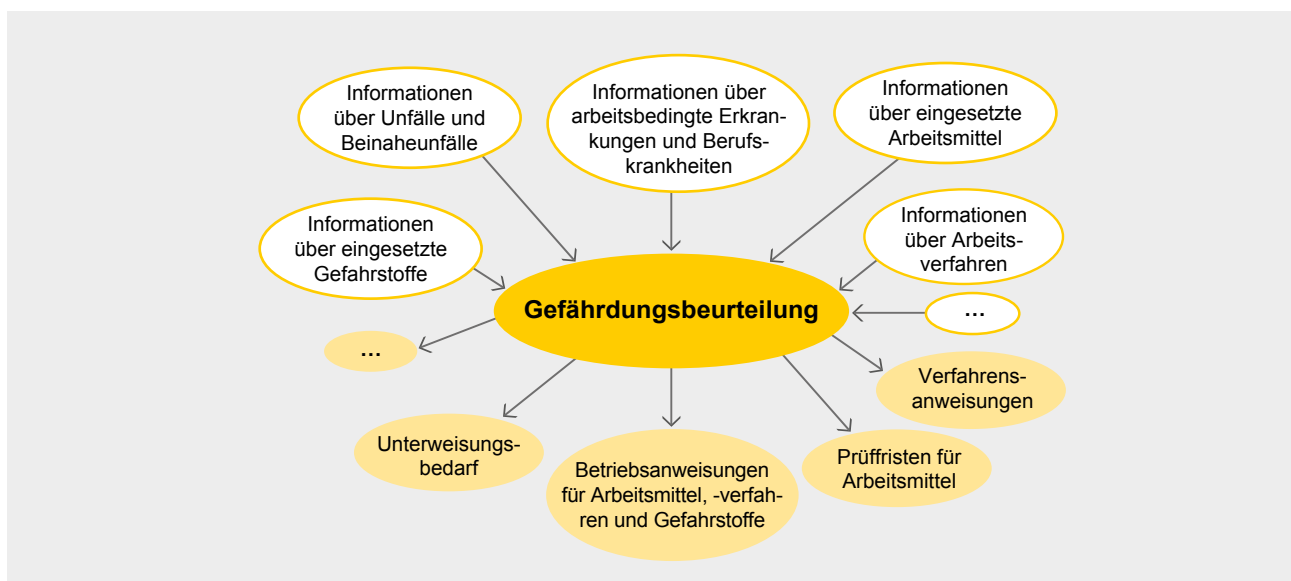 Informationen
über Unfälle und
Beinaheunfälle
Informationen über
arbeitsbedingte Erkran-
kungen und Berufs-
krankheiten
Informationen
über eingesetzte
Arbeitsmittel
Informationen
über eingesetzte
Gefahrstoffe
Informationen
über Arbeits-
verfahren
Gefährdungsbeurteilung
...
...
Verfahrens-
anweisungen
Unterweisungs-
bedarf
Betriebsanweisungen
für Arbeitsmittel, -verfah-
ren und Gefahrstoffe
Prüffristen für
Arbeitsmittel